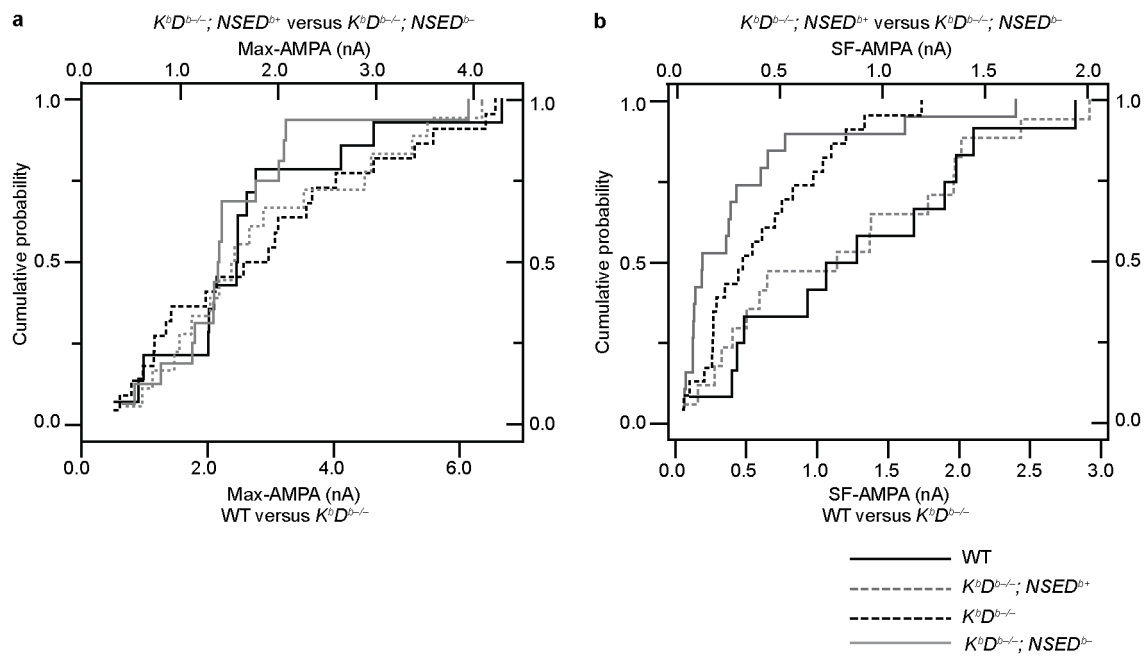 a
KᵇDᵇ⁻/⁻; NSEDᵇ⁺ versus KᵇDᵇ⁻/⁻; NSEDᵇ⁻
Max-AMPA (nA)
0.0 1.0 2.0 3.0 4.0
1.0 1.0
Cumulative probability
0.5 0.5
0.0 0.0
0.0 2.0 4.0 6.0
Max-AMPA (nA)
WT versus KᵇDᵇ⁻/⁻
b
KᵇDᵇ⁻/⁻; NSEDᵇ⁺ versus KᵇDᵇ⁻/⁻; NSEDᵇ⁻
SF-AMPA (nA)
0.0 0.5 1.0 1.5 2.0
1.0 1.0
Cumulative probability
0.5 0.5
0.0 0.0
0.0 0.5 1.0 1.5 2.0 3.0
SF-AMPA (nA)
WT versus KᵇDᵇ⁻/⁻
WT
KᵇDᵇ⁻/⁻; NSEDᵇ⁺
KᵇDᵇ⁻/⁻
KᵇDᵇ⁻/⁻; NSEDᵇ⁻